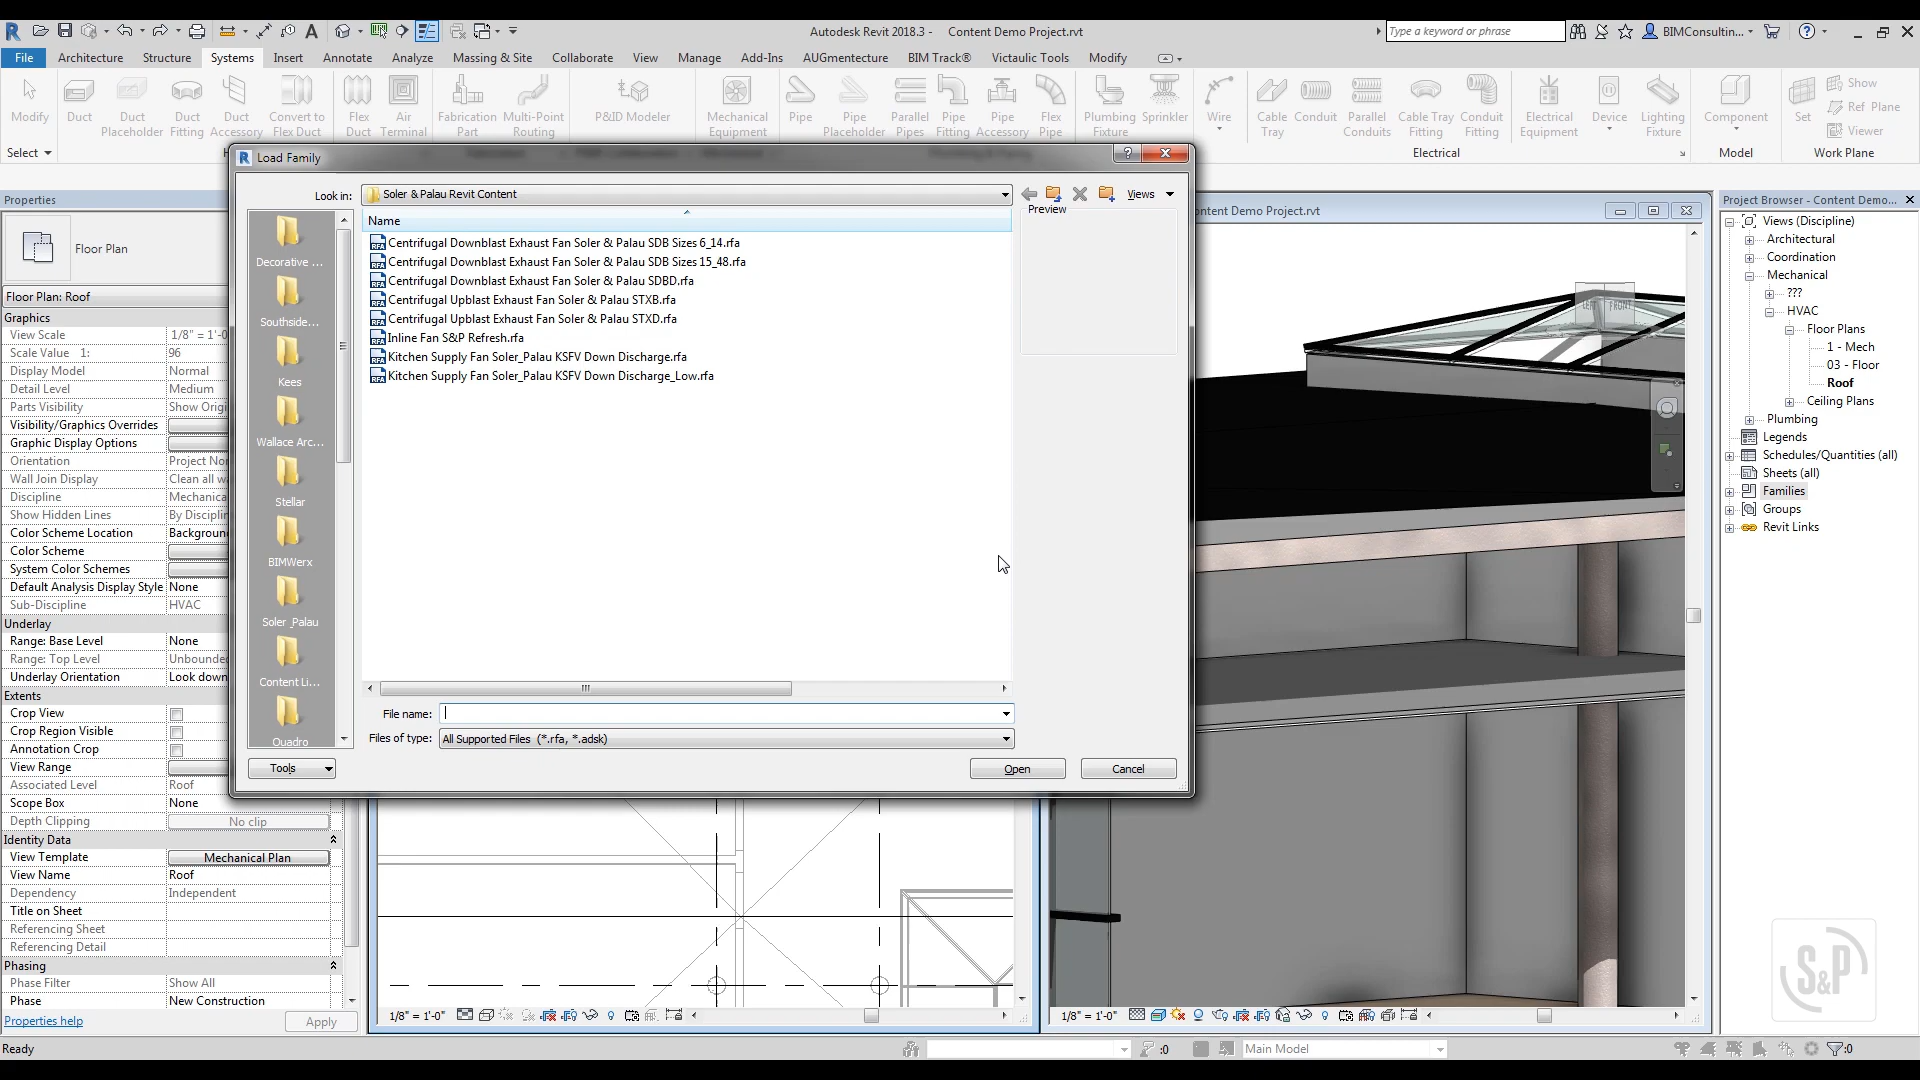 Autodesk Revit 2018.3 - Content Demo Project.rvt
Type a keyword or phrase
BIMConsultin...
File Architecture Structure Systems Insert Annotate Analyze Massing & Site Collaborate View Manage Add-Ins AUGmentecture BIM Track® Victaulic Tools Modify
Modify
Duct
Duct Placeholder
Duct Fitting
Duct Accessory
Convert to Flex Duct
Flex Duct
Air Terminal
Fabrication Part
Multi-Point Routing
P&ID Modeler
Mechanical Equipment
Pipe
Pipe Placeholder
Parallel Pipes
Pipe Fitting
Pipe Accessory
Flex Pipe
Plumbing Fixture
Sprinkler
Wire
Cable Tray
Conduit
Parallel Conduits
Cable Tray Fitting
Conduit Fitting
Electrical Equipment
Device
Lighting Fixture
Component
Set
Show
Ref Plane
Viewer
Select
Electrical
Model
Work Plane
Properties
Floor Plan
Floor Plan: Roof
Graphics
View Scale 1/8" = 1'-0
Scale Value 1: 96
Display Model Normal
Detail Level Medium
Parts Visibility Show Origi
Visibility/Graphics Overrides
Graphic Display Options
Orientation Project Nor
Wall Join Display Clean all wa
Discipline Mechanica
Show Hidden Lines By Disciplin
Color Scheme Location Background
Color Scheme
System Color Schemes
Default Analysis Display Style None
Sub-Discipline HVAC
Underlay
Range: Base Level None
Range: Top Level Unbounded
Underlay Orientation Look down
Extents
Crop View
Crop Region Visible
Annotation Crop
View Range
Associated Level Roof
Scope Box None
Depth Clipping No clip
Identity Data
View Template Mechanical Plan
View Name Roof
Dependency Independent
Title on Sheet
Referencing Sheet
Referencing Detail
Phasing
Phase Filter Show All
Phase New Construction
Properties help
Apply
Load Family
Look in: Soler & Palau Revit Content
Views
Preview
Name
Decorative ...
Southside...
Kees
Wallace Arc...
Stellar
BIMWerx
Soler _Palau
Content Li...
Quadro
Centrifugal Downblast Exhaust Fan Soler & Palau SDB Sizes 6_14.rfa
Centrifugal Downblast Exhaust Fan Soler & Palau SDB Sizes 15_48.rfa
Centrifugal Downblast Exhaust Fan Soler & Palau SDBD.rfa
Centrifugal Upblast Exhaust Fan Soler & Palau STXB.rfa
Centrifugal Upblast Exhaust Fan Soler & Palau STXD.rfa
Inline Fan S&P Refresh.rfa
Kitchen Supply Fan Soler_Palau KSFV Down Discharge.rfa
Kitchen Supply Fan Soler_Palau KSFV Down Discharge_Low.rfa
File name:
Files of type: All Supported Files (*.rfa, *.adsk)
Tools
Open
Cancel
ontent Demo Project.rvt
LEFT
FRONT
1/8" = 1'-0"
1/8" = 1'-0"
Project Browser - Content Demo...
Views (Discipline)
Architectural
Coordination
Mechanical
???
HVAC
Floor Plans
1 - Mech
03 - Floor
Roof
Ceiling Plans
Plumbing
Legends
Schedules/Quantities (all)
Sheets (all)
Families
Groups
Revit Links
S&P
Ready
:0
Main Model
:0